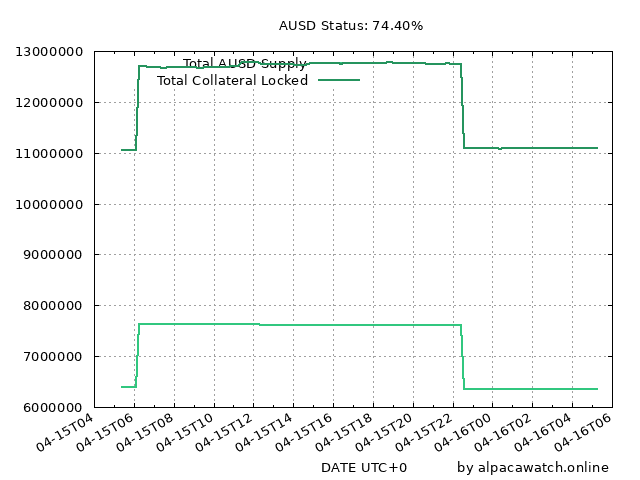 AUSD Status: 74.40%
13000000
Total AUSD Supply
Total Collateral Locked
12000000
11000000
10000000
9000000
8000000
7000000
6000000
04-15T04 04-15T06 04-15T08 04-15T10 04-15T12 04-15T14 04-15T16 04-15T18 04-15T20 04-15T22 04-16T00 04-16T02 04-16T04 04-16T06
DATE UTC+0 by alpacawatch.online